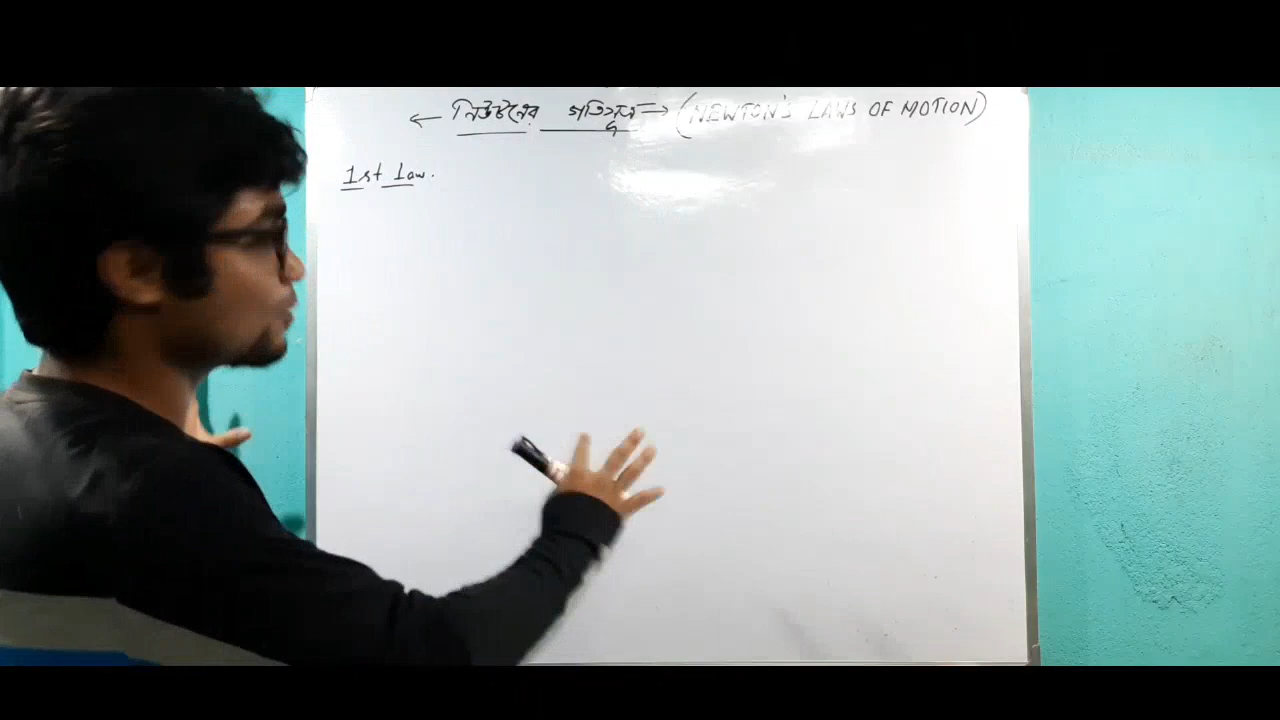 ← নিউটনের গতিসূত্র → (NEWTON'S LAWS OF MOTION)
1st Law.